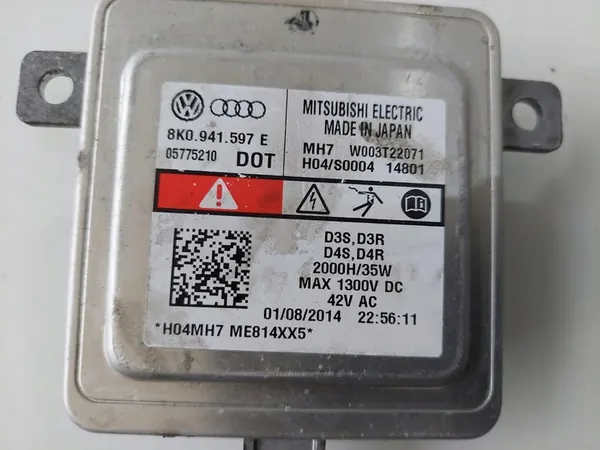 8K0.941.597 E
05775210 DOT
MITSUBISHI ELECTRIC
MADE IN JAPAN
MH7 W003T22071
H04/S0004 14801
D3S,D3R
D4S,D4R
2000H/35W
MAX 1300V DC
42V AC
01/08/2014 22:56:11
*H04MH7 ME814XX5*